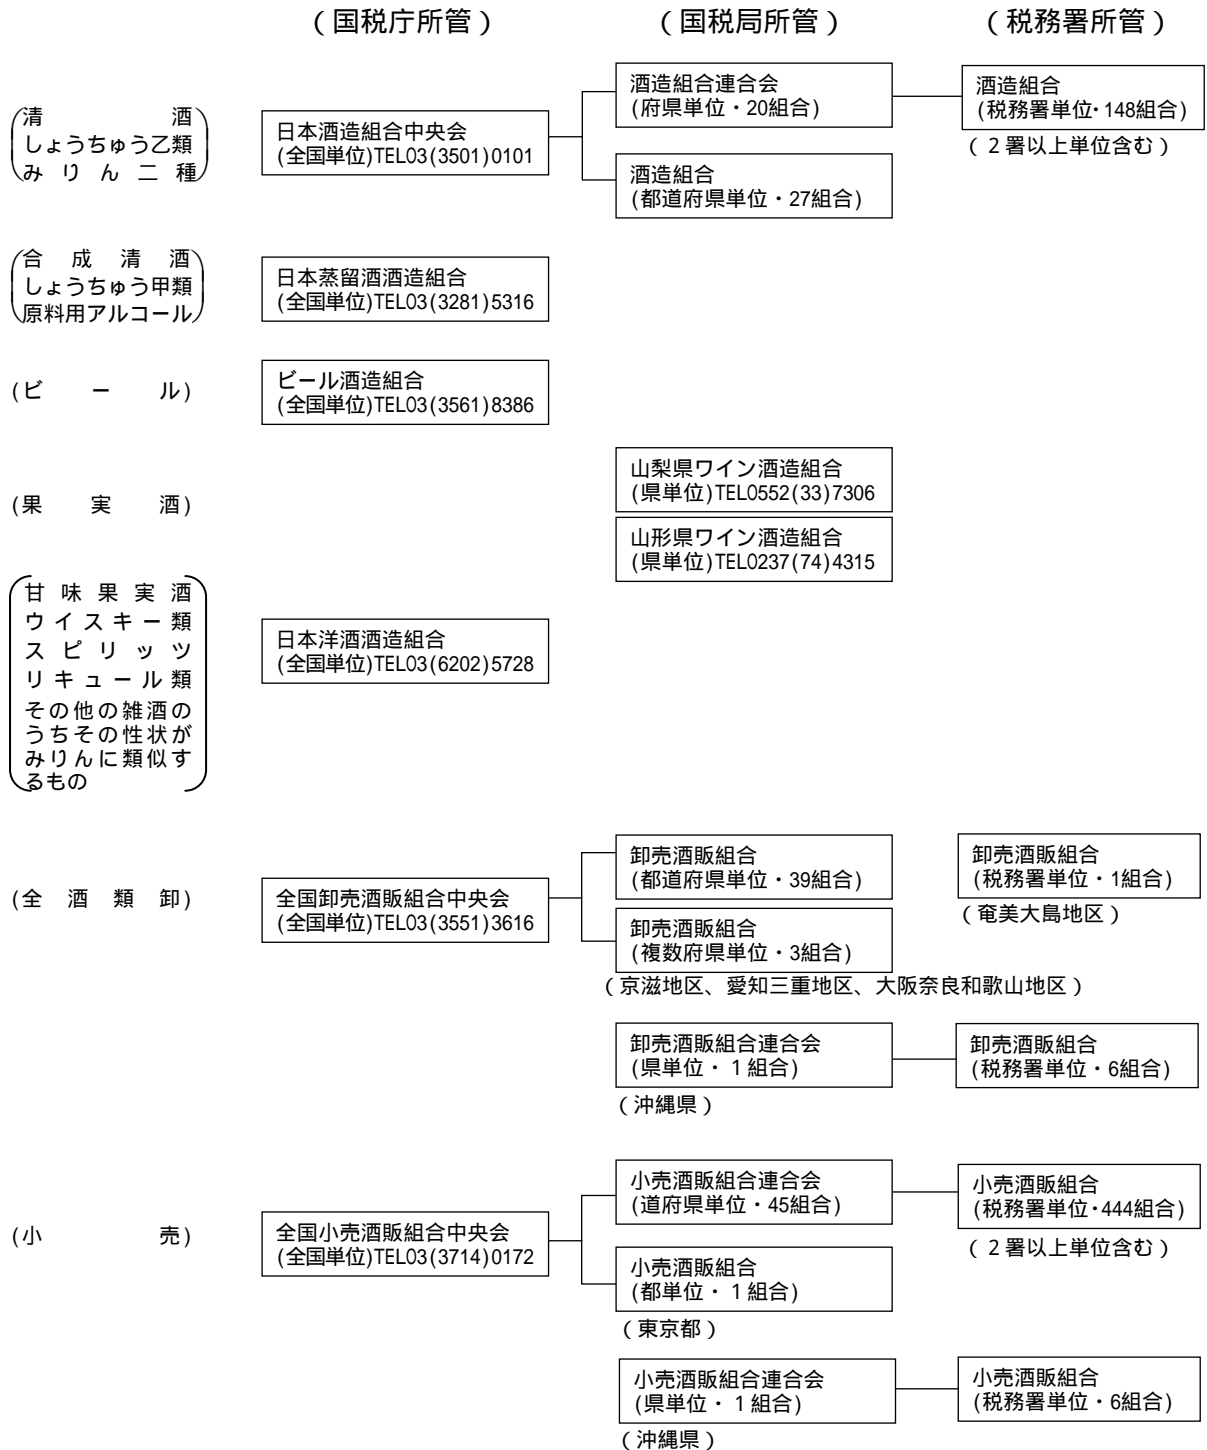 （国税庁所管） （国税局所管） （税務署所管）
清酒
しょうちゅう乙類
みりん二種
日本酒造組合中央会
(全国単位)TEL03(3501)0101
酒造組合連合会
(府県単位・20組合)
酒造組合
(税務署単位・148組合)
（２署以上単位含む）
酒造組合
(都道府県単位・27組合)
合成清酒
しょうちゅう甲類
原料用アルコール
日本蒸留酒酒造組合
(全国単位)TEL03(3281)5316
(ビール)
ビール酒造組合
(全国単位)TEL03(3561)8386
(果実酒)
山梨県ワイン酒造組合
(県単位)TEL0552(33)7306
山形県ワイン酒造組合
(県単位)TEL0237(74)4315
甘味果実酒
ウイスキー類
スピリッツ
リキュール類
その他の雑酒の
うちその性状が
みりんに類似す
るもの
日本洋酒酒造組合
(全国単位)TEL03(6202)5728
(全酒類卸)
全国卸売酒販組合中央会
(全国単位)TEL03(3551)3616
卸売酒販組合
(都道府県単位・39組合)
卸売酒販組合
(税務署単位・1組合)
（奄美大島地区）
卸売酒販組合
(複数府県単位・3組合)
（京滋地区、愛知三重地区、大阪奈良和歌山地区）
卸売酒販組合連合会
(県単位・１組合)
（沖縄県）
卸売酒販組合
(税務署単位・6組合)
(小売)
全国小売酒販組合中央会
(全国単位)TEL03(3714)0172
小売酒販組合連合会
(道府県単位・45組合)
小売酒販組合
(税務署単位・444組合)
（２署以上単位含む）
小売酒販組合
(都単位・１組合)
（東京都）
小売酒販組合連合会
(県単位・１組合)
（沖縄県）
小売酒販組合
(税務署単位・6組合)